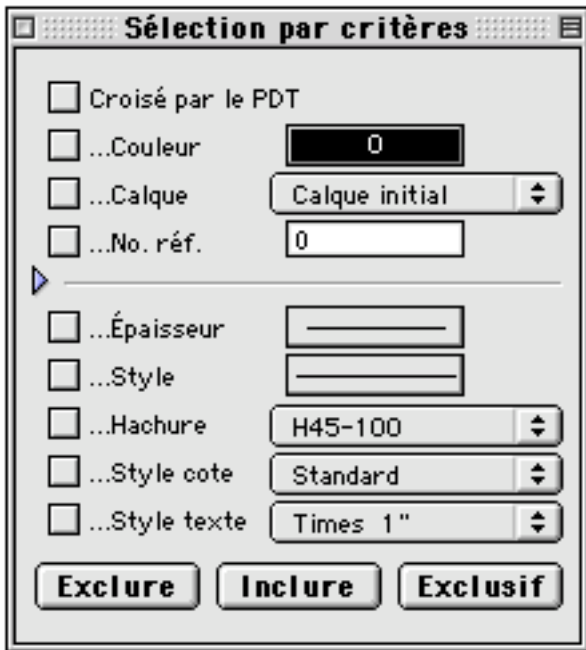 Sélection par critères
Croisé par le PDT
...Couleur 0
...Calque Calque initial
...No. réf. 0
...Épaisseur
...Style
...Hachure H45-100
...Style cote Standard
...Style texte Times 1"
Exclure Inclure Exclusif